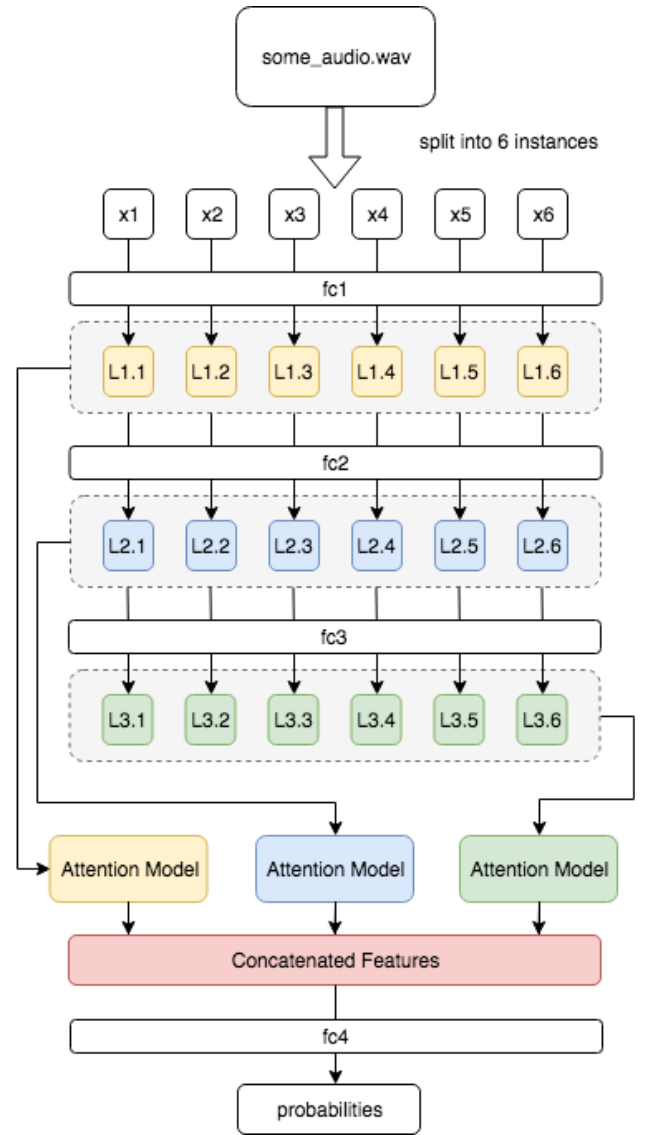 some_audio.wav
split into 6 instances
x1 x2 x3 x4 x5 x6
fc1
L1.1 L1.2 L1.3 L1.4 L1.5 L1.6
fc2
L2.1 L2.2 L2.3 L2.4 L2.5 L2.6
fc3
L3.1 L3.2 L3.3 L3.4 L3.5 L3.6
Attention Model Attention Model Attention Model
Concatenated Features
fc4
probabilities